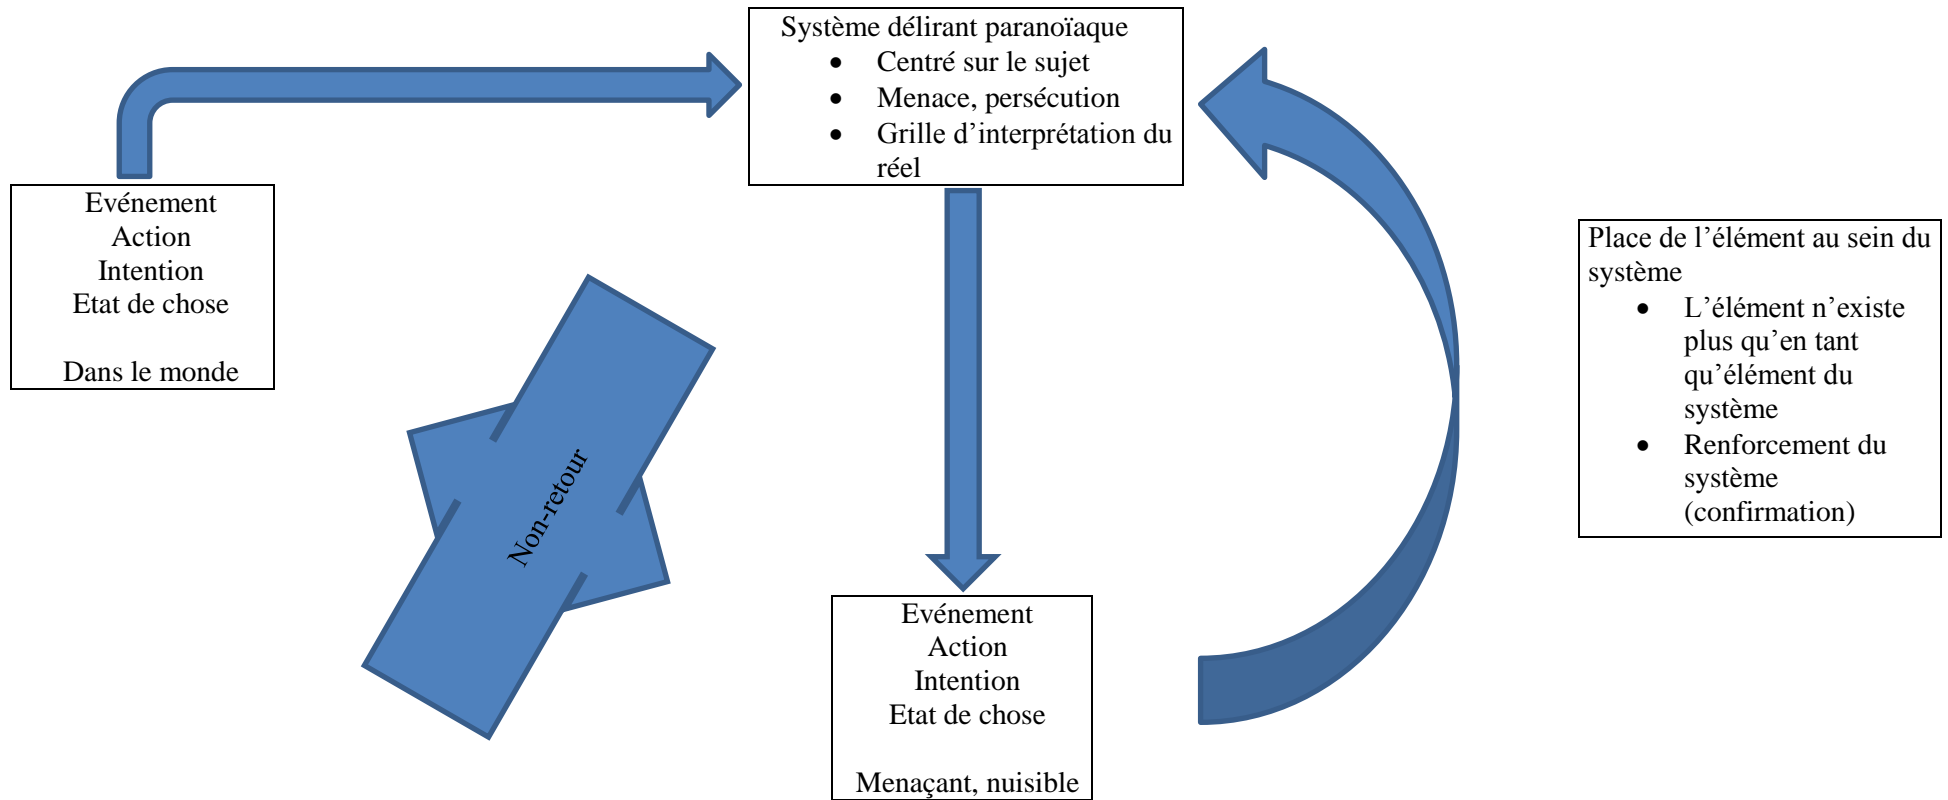 Système délirant paranoïaque
• Centré sur le sujet
• Menace, persécution
• Grille d’interprétation du
réel
Evénement
Action
Intention
Etat de chose
Dans le monde
Place de l’élément au sein du
système
• L’élément n’existe
plus qu’en tant
qu’élément du
système
• Renforcement du
système
(confirmation)
Non-retour
Evénement
Action
Intention
Etat de chose
Menaçant, nuisible